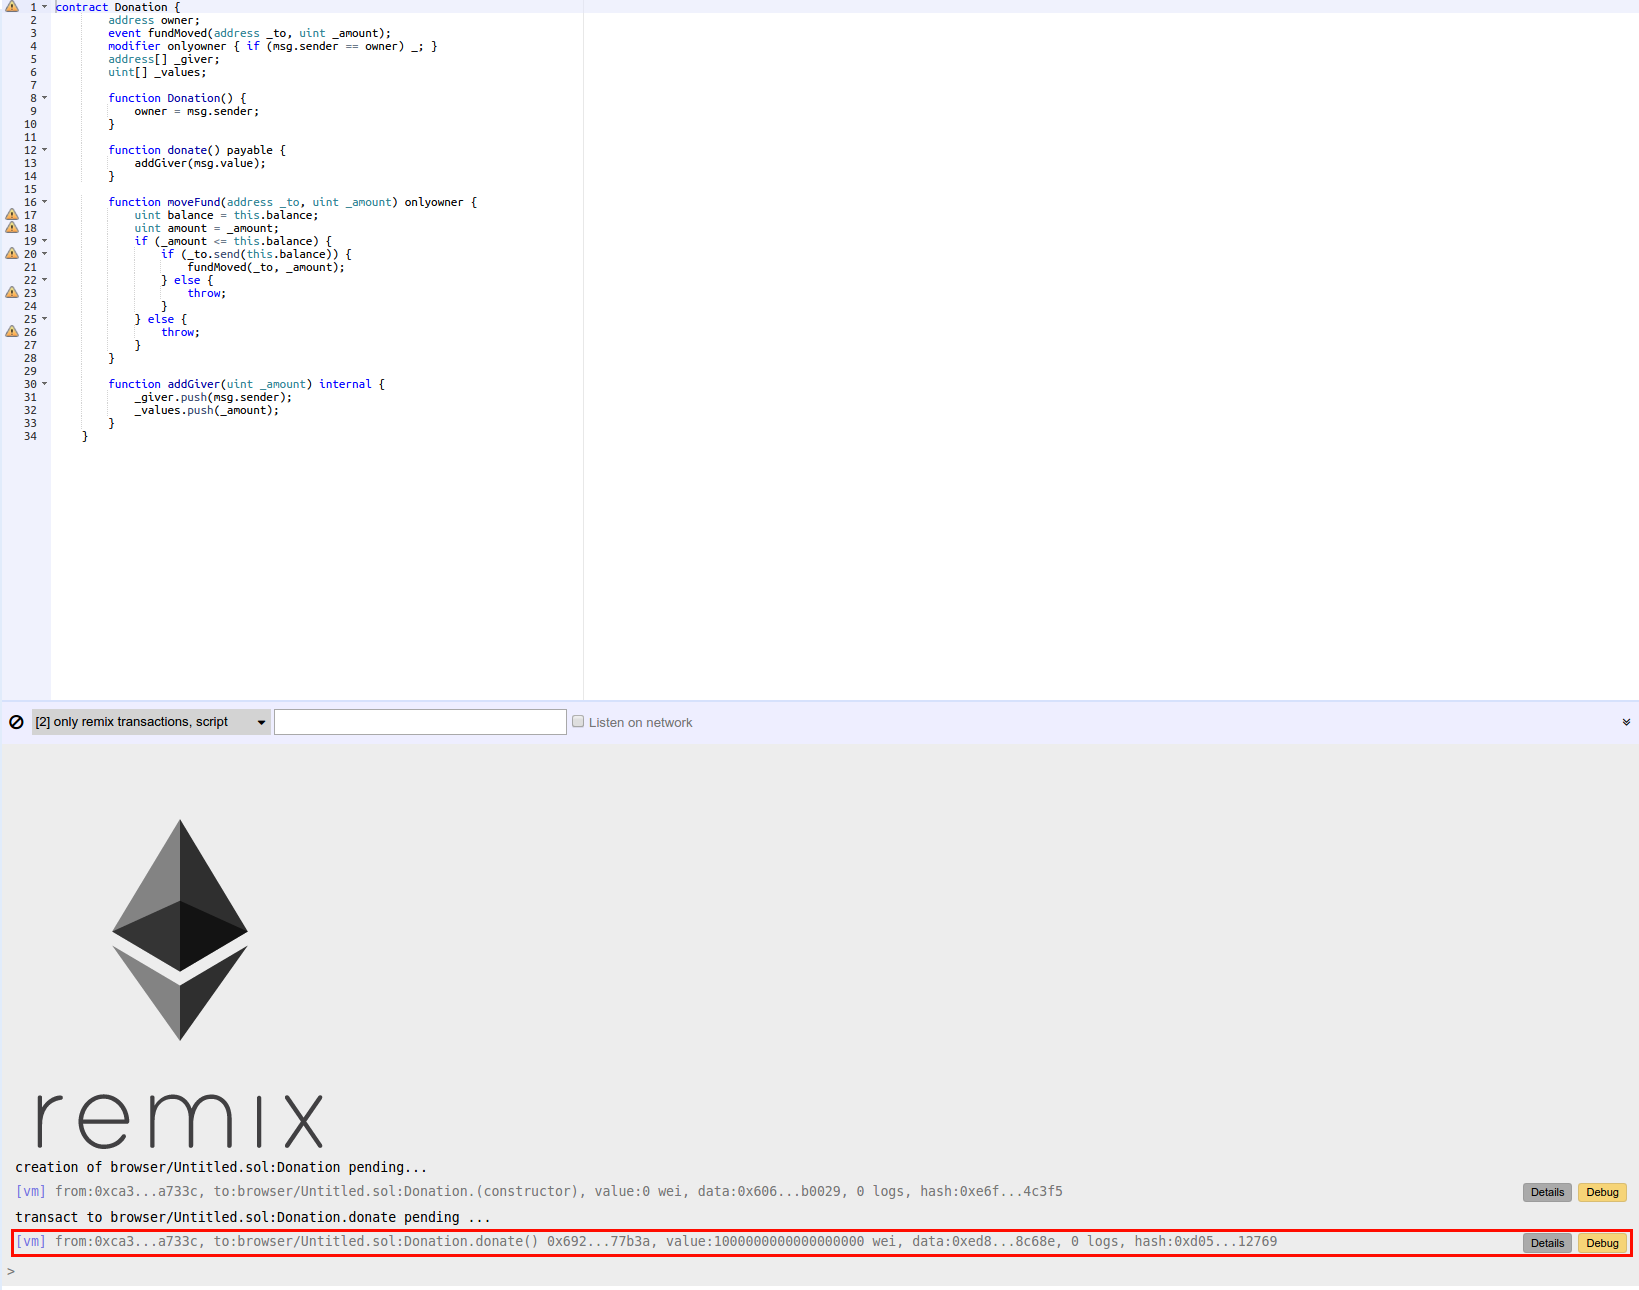 1 contract Donation {
2 address owner;
3 event fundMoved(address _to, uint _amount);
4 modifier onlyowner { if (msg.sender == owner) _; }
5 address[] _giver;
6 uint[] _values;
7
8 function Donation() {
9 owner = msg.sender;
10 }
11
12 function donate() payable {
13 addGiver(msg.value);
14 }
15
16 function moveFund(address _to, uint _amount) onlyowner {
17 uint balance = this.balance;
18 uint amount = _amount;
19 if (_amount <= this.balance) {
20 if (_to.send(this.balance)) {
21 fundMoved(_to, _amount);
22 } else {
23 throw;
24 }
25 } else {
26 throw;
27 }
28 }
29
30 function addGiver(uint _amount) internal {
31 _giver.push(msg.sender);
32 _values.push(_amount);
33 }
34 }
[2] only remix transactions, script Listen on network
remix
creation of browser/Untitled.sol:Donation pending...
[vm] from:0xca3...a733c, to:browser/Untitled.sol:Donation.(constructor), value:0 wei, data:0x606...b0029, 0 logs, hash:0xe6f...4c3f5 Details Debug
transact to browser/Untitled.sol:Donation.donate pending ...
[vm] from:0xca3...a733c, to:browser/Untitled.sol:Donation.donate() 0x692...77b3a, value:1000000000000000000 wei, data:0xed8...8c68e, 0 logs, hash:0xd05...12769 Details Debug
>